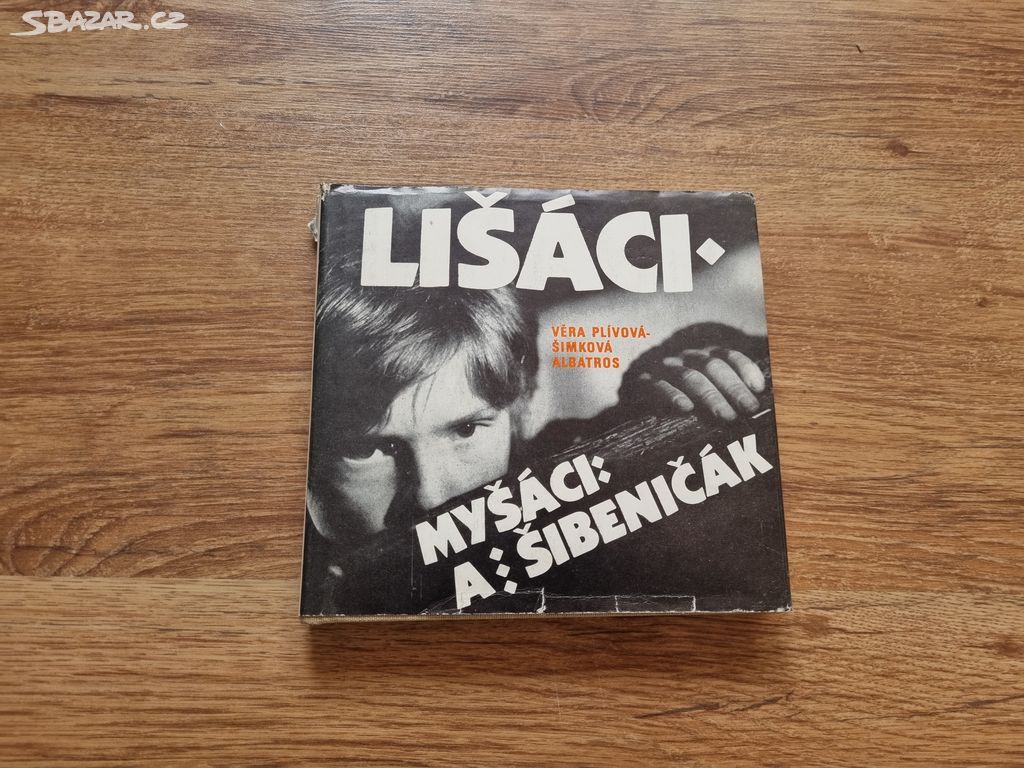 SBAZAR.CZ
LIŠÁCI·
VĚRA PLÍVOVÁ-
ŠIMKOVÁ
ALBATROS
MYŠÁCI:
A: ŠIBENIČÁK